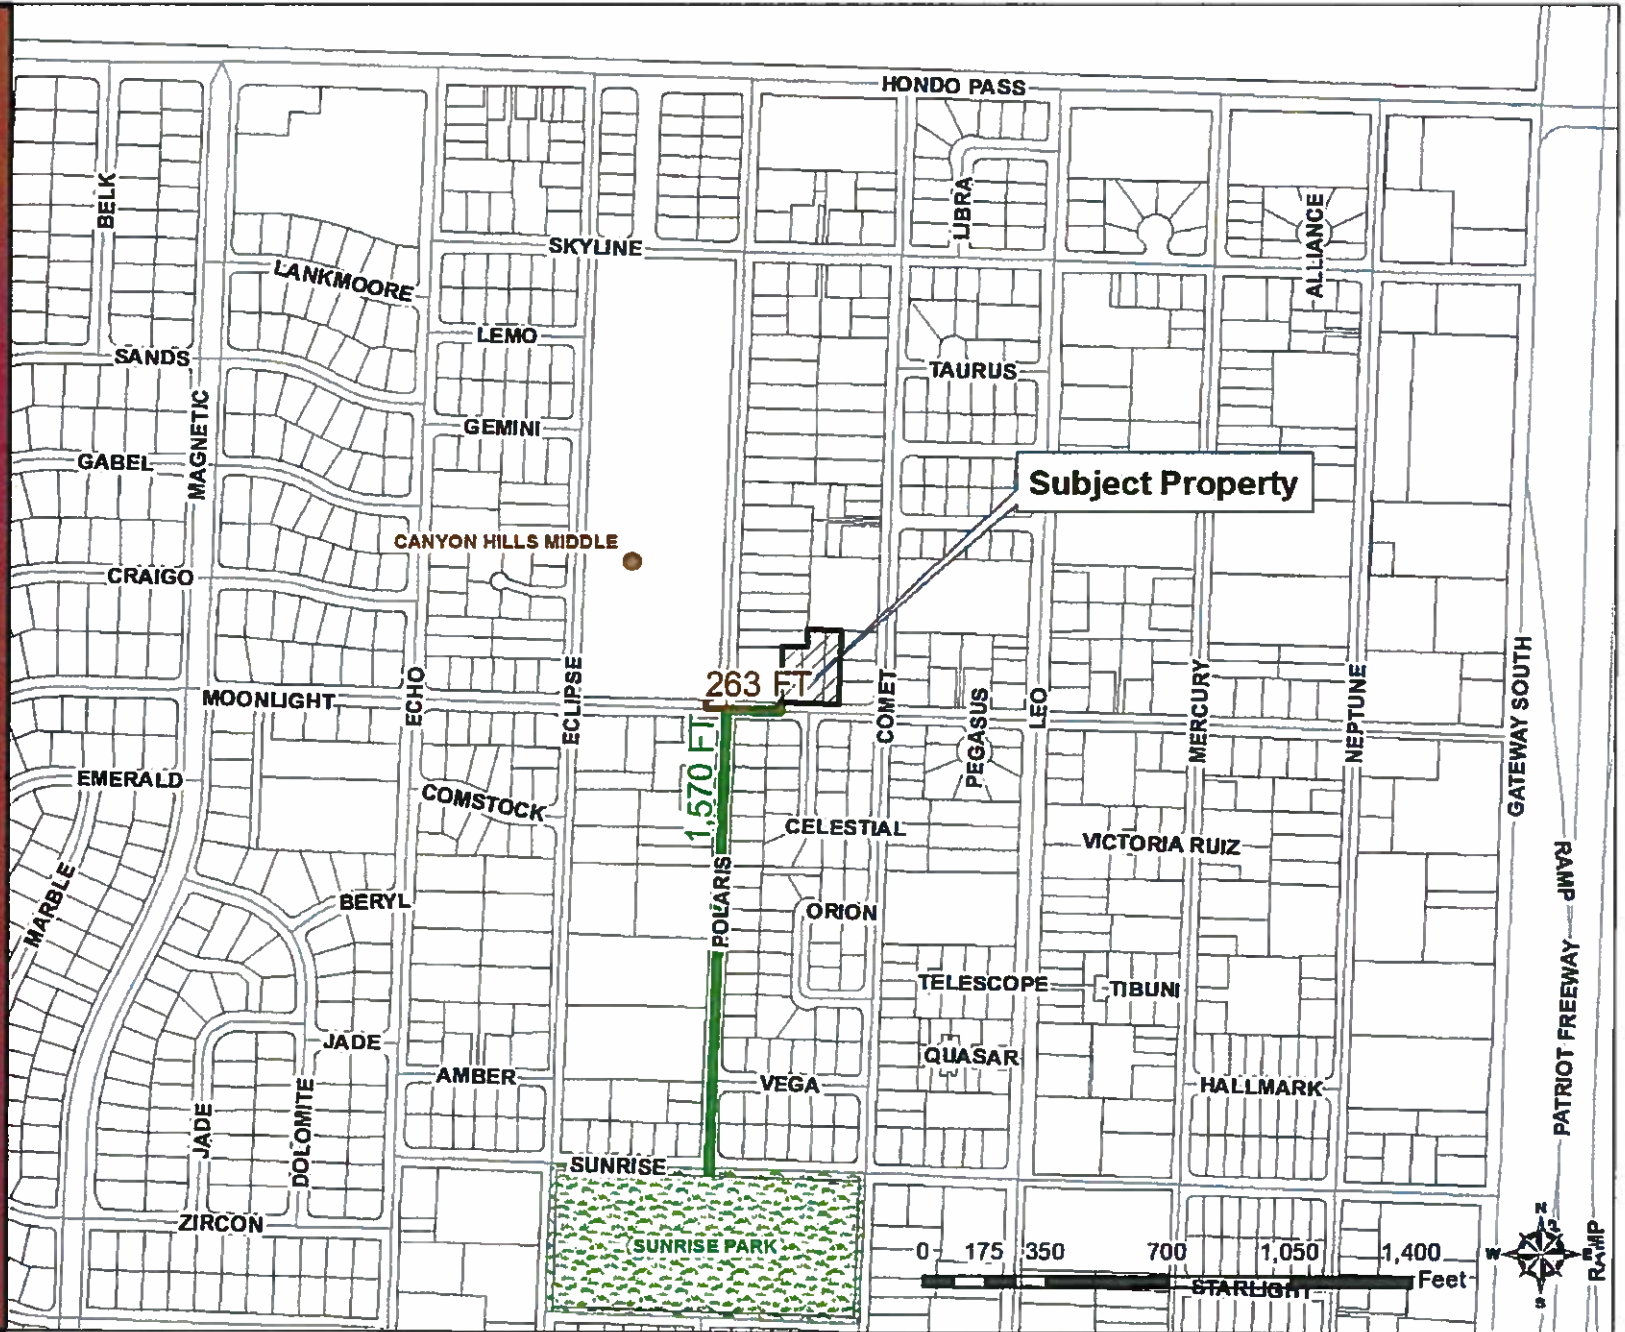 HONDO PASS
BELK
LIBRA
ALLIANCE
SKYLINE
LANKMOORE
LEMO
SANDS
TAURUS
MAGNETIC
GEMINI
GABEL
Subject Property
CANYON HILLS MIDDLE
CRAIGO
263 FT
MOONLIGHT
ECHO
ECLIPSE
COMET
PEGASUS
LEO
MERCURY
NEPTUNE
GATEWAY SOUTH
1,570 FT
EMERALD
COMSTOCK
CELESTIAL
VICTORIA RUIZ
MARBLE
BERYL
POLARIS
ORION
RAMP
PATRIOT FREEWAY
TELESCOPE
TIBUNI
JADE
QUASAR
AMBER
VEGA
HALLMARK
JADE
DOLOMITE
SUNRISE
ZIRCON
SUNRISE PARK
0 175 350 700 1,050 1,400
Feet
STARLIGHT
N
W
E
S
RAMP